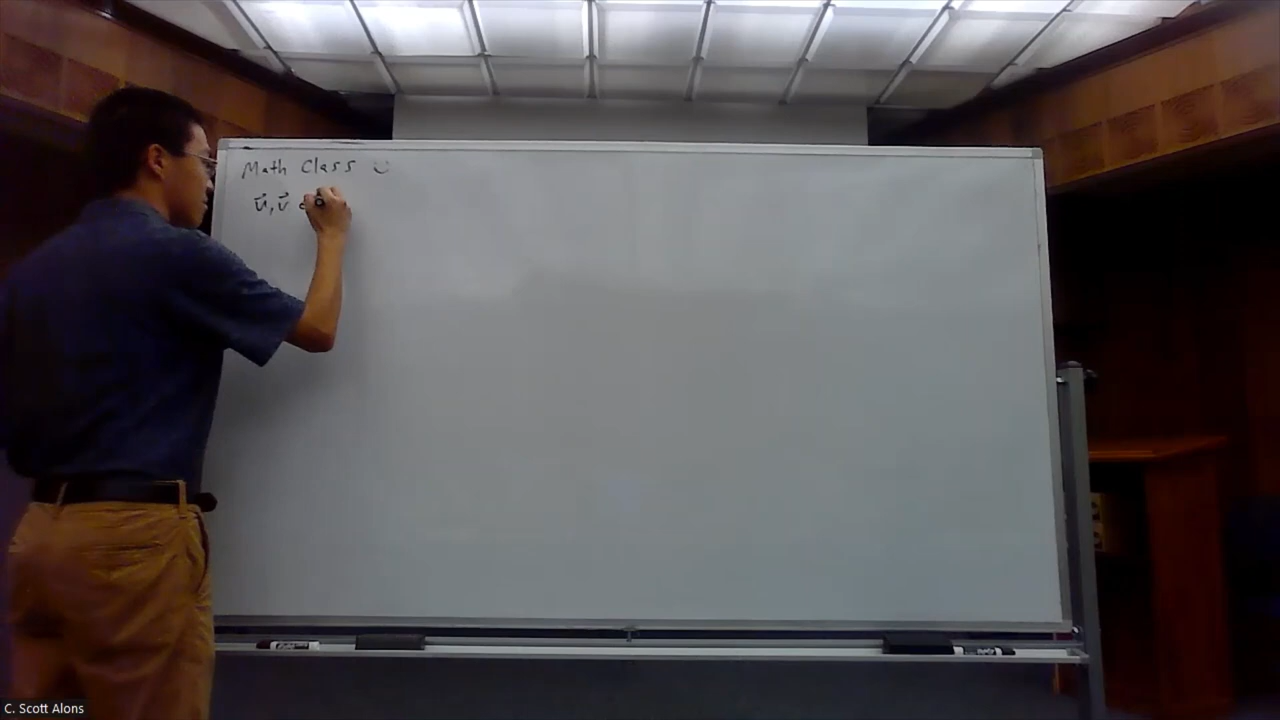 Math Class
u⃗, v⃗
C. Scott Alons